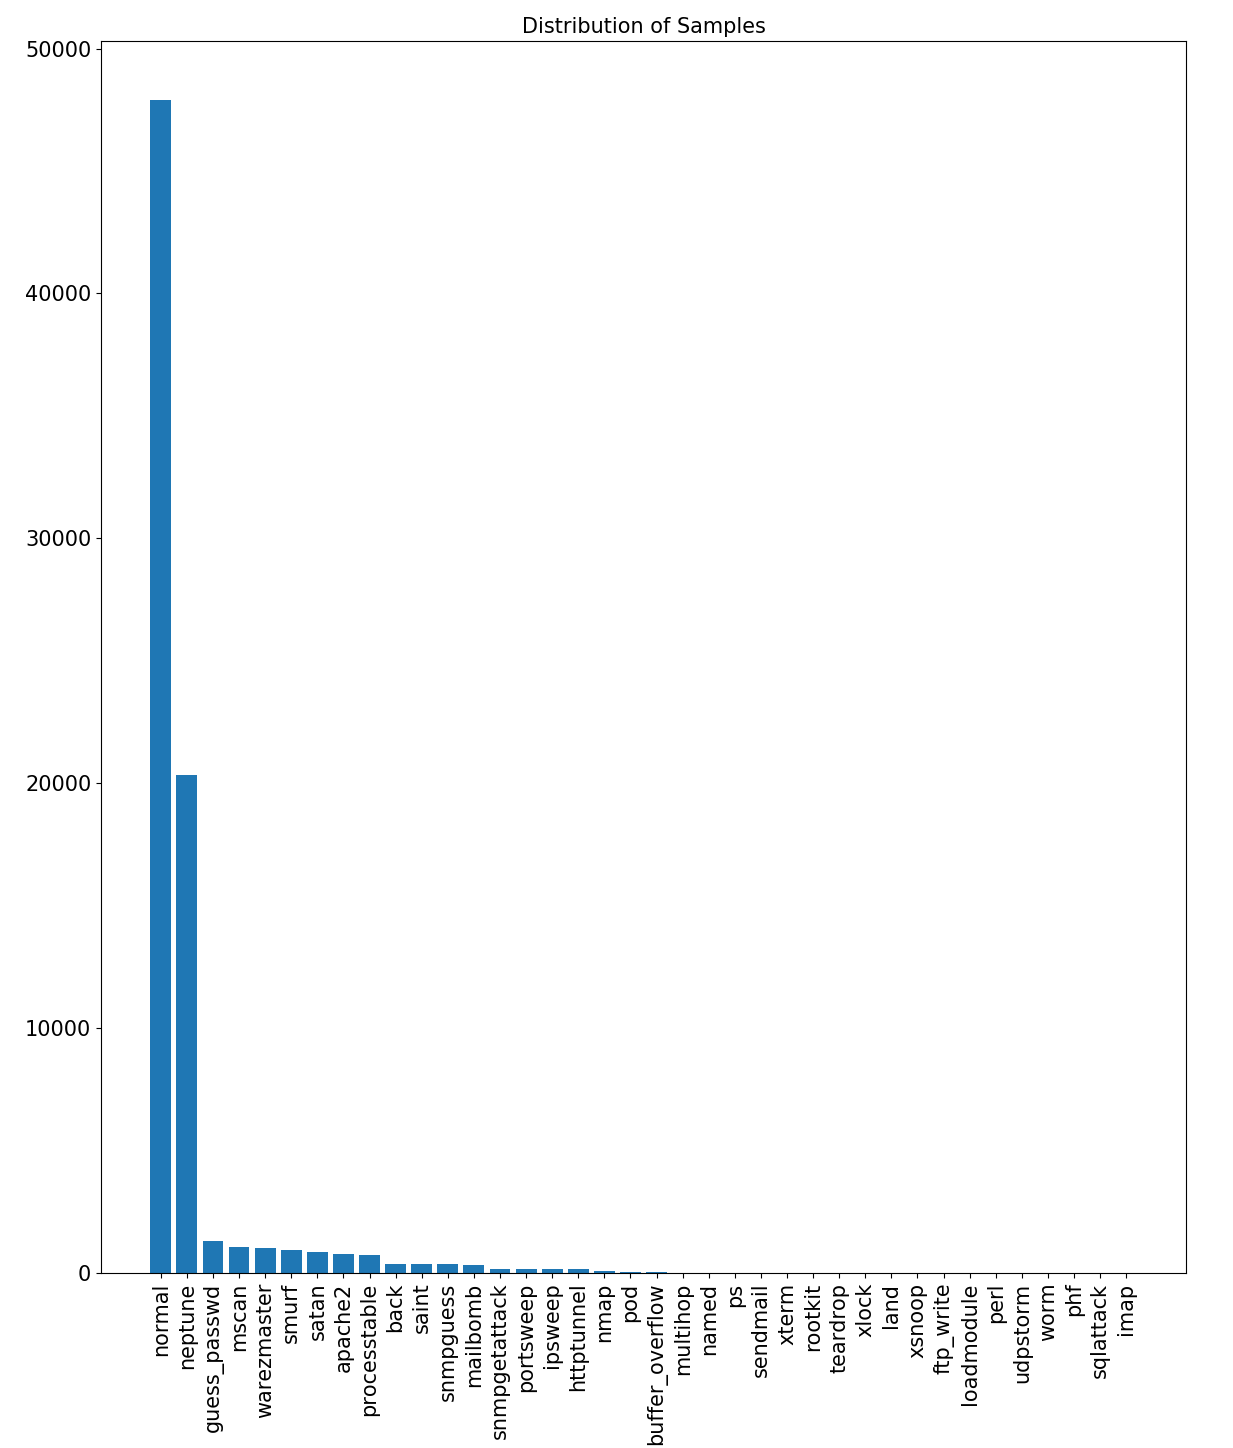 Distribution of Samples
50000
40000
30000
20000
10000
0
normal
neptune
guess_passwd
mscan
warezmaster
smurf
satan
apache2
processtable
back
saint
snmpguess
mailbomb
snmpgetattack
portsweep
ipsweep
httptunnel
nmap
pod
buffer_overflow
multihop
named
ps
sendmail
xterm
rootkit
teardrop
xlock
land
xsnoop
ftp_write
loadmodule
perl
udpstorm
worm
phf
sqlattack
imap